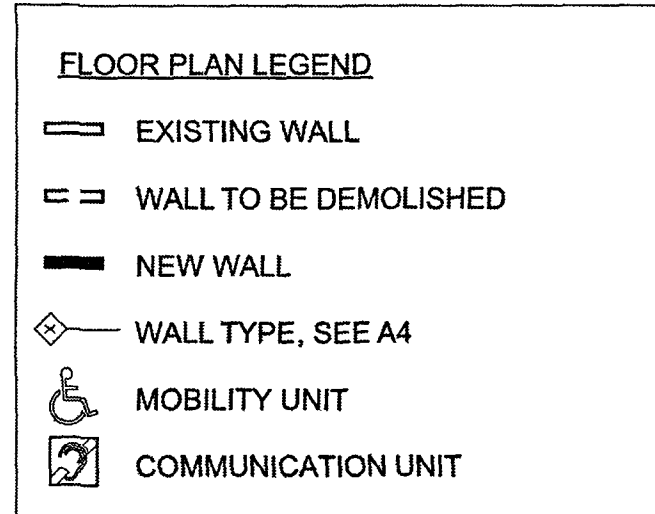 FLOOR PLAN LEGEND
EXISTING WALL
WALL TO BE DEMOLISHED
NEW WALL
X WALL TYPE, SEE A4
MOBILITY UNIT
COMMUNICATION UNIT